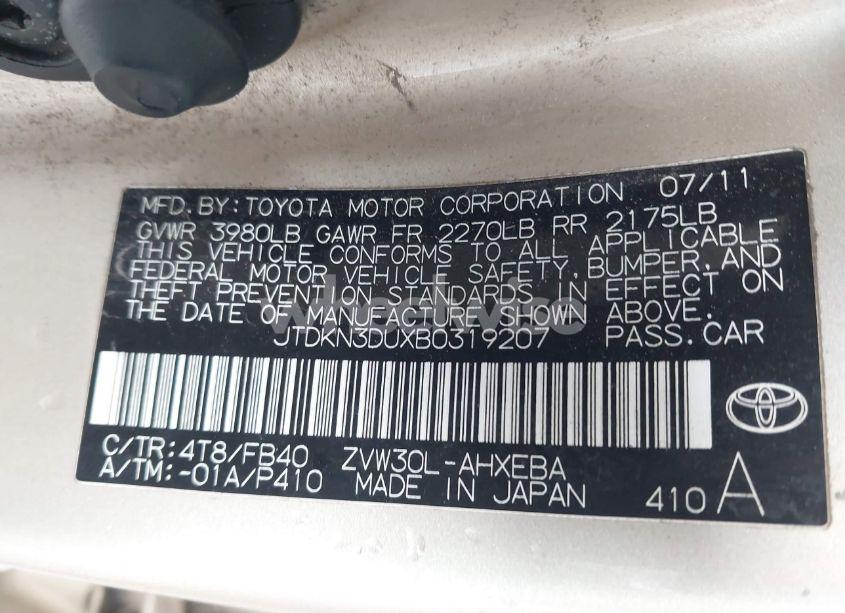 MFD. BY: TOYOTA MOTOR CORPORATION 07/11
GVWR 3980LB GAWR FR 2270LB RR 2175LB
THIS VEHICLE CONFORMS TO ALL APPLICABLE
FEDERAL MOTOR VEHICLE SAFETY, BUMPER, AND
THEFT PREVENTION STANDARDS IN EFFECT ON
THE DATE OF MANUFACTURE SHOWN ABOVE.
JTDKN3DUXB0319207 PASS. CAR
C/TR: 4T8/FB40 ZVW30L-AHXEBA
A/TM: -01A/P410 MADE IN JAPAN 410 A